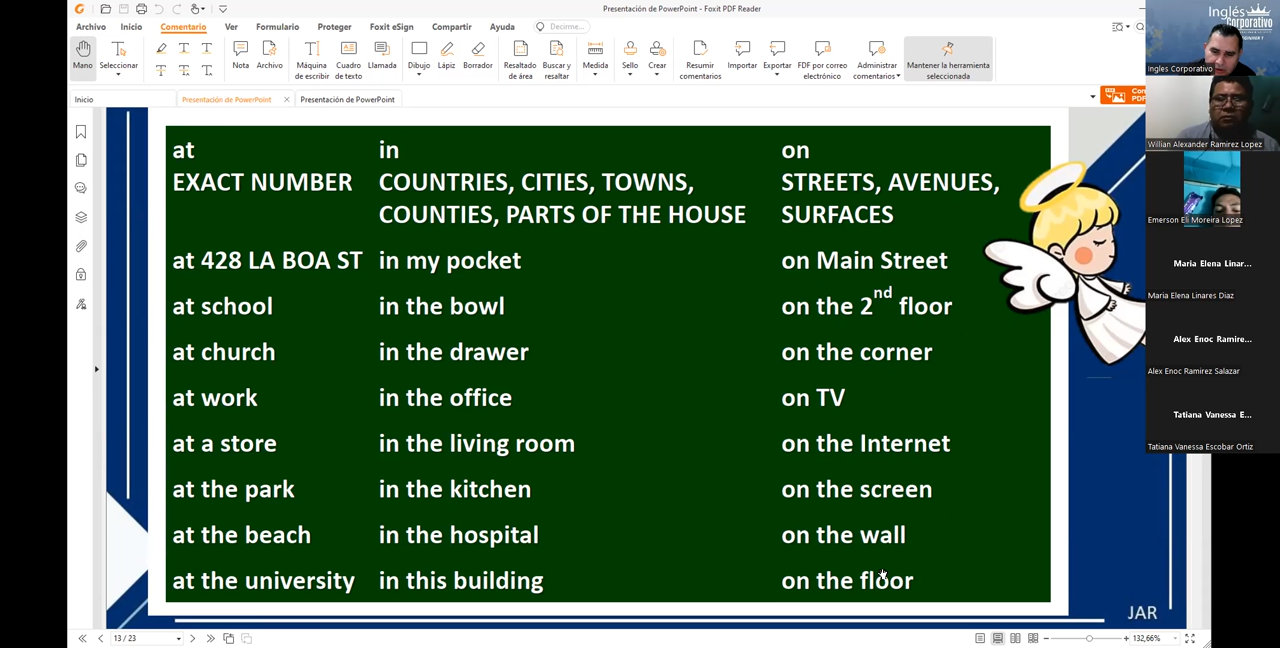 Presentación de PowerPoint - Foxit PDF Reader
Archivo Inicio Comentario Ver Formulario Proteger Foxit eSign Compartir Ayuda Decirme...
Mano Seleccionar Nota Archivo Máquina de escribir Cuadro de texto Llamada Dibujo Lápiz Borrador Resaltado de área Buscar y resaltar Medida Sello Crear Resumir comentarios Importar Exportar FDF por correo electrónico Administrar comentarios Mantener la herramienta seleccionada
Inicio Presentación de PowerPoint Presentación de PowerPoint
at in on
EXACT NUMBER COUNTRIES, CITIES, TOWNS, STREETS, AVENUES,
COUNTIES, PARTS OF THE HOUSE SURFACES
at 428 LA BOA ST in my pocket on Main Street
at school in the bowl on the 2nd floor
at church in the drawer on the corner
at work in the office on TV
at a store in the living room on the Internet
at the park in the kitchen on the screen
at the beach in the hospital on the wall
at the university in this building on the floor
JAR
13 / 23
132,66%
Inglés
Corporativo
Ingles Corporativo
Willian Alexander Ramirez Lopez
Emerson Eli Moreira Lopez
Maria Elena Linar...
Maria Elena Linares Diaz
Alex Enoc Ramire...
Alex Enoc Ramirez Salazar
Tatiana Vanessa E...
Tatiana Vanessa Escobar Ortiz